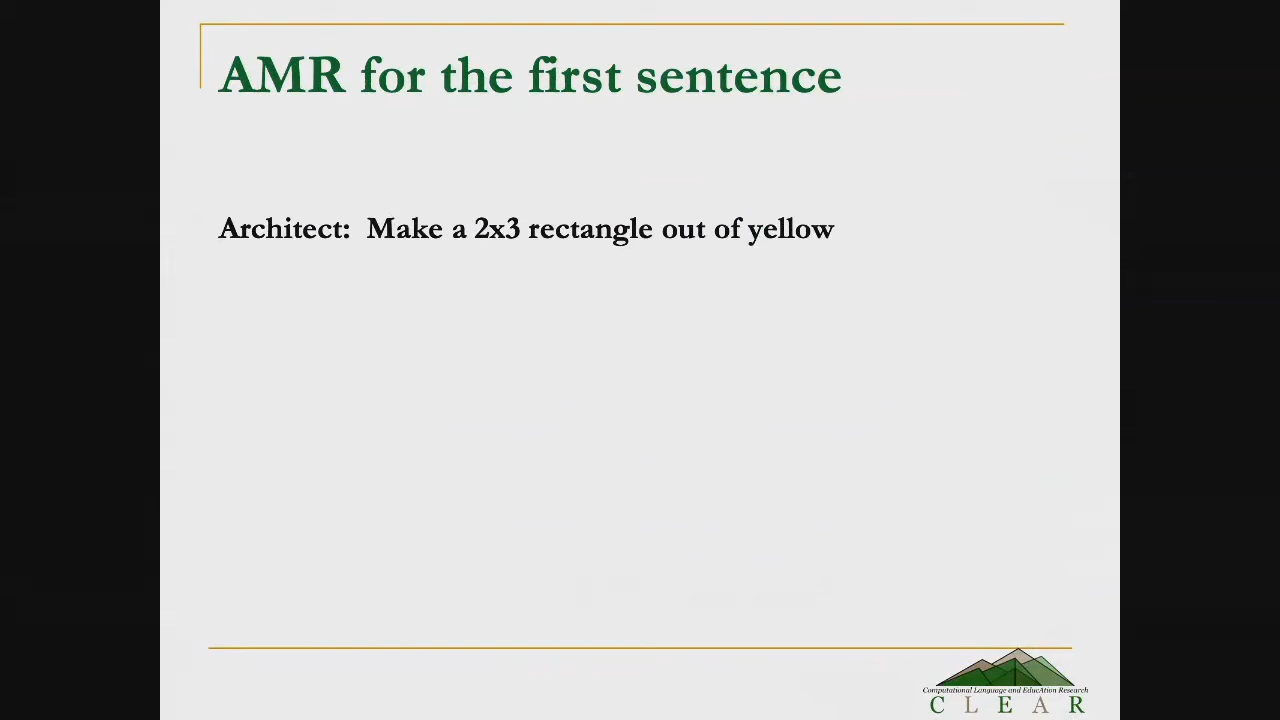 AMR for the first sentence
Architect: Make a 2x3 rectangle out of yellow
Computational Language and EducAtion Research
C L E A R